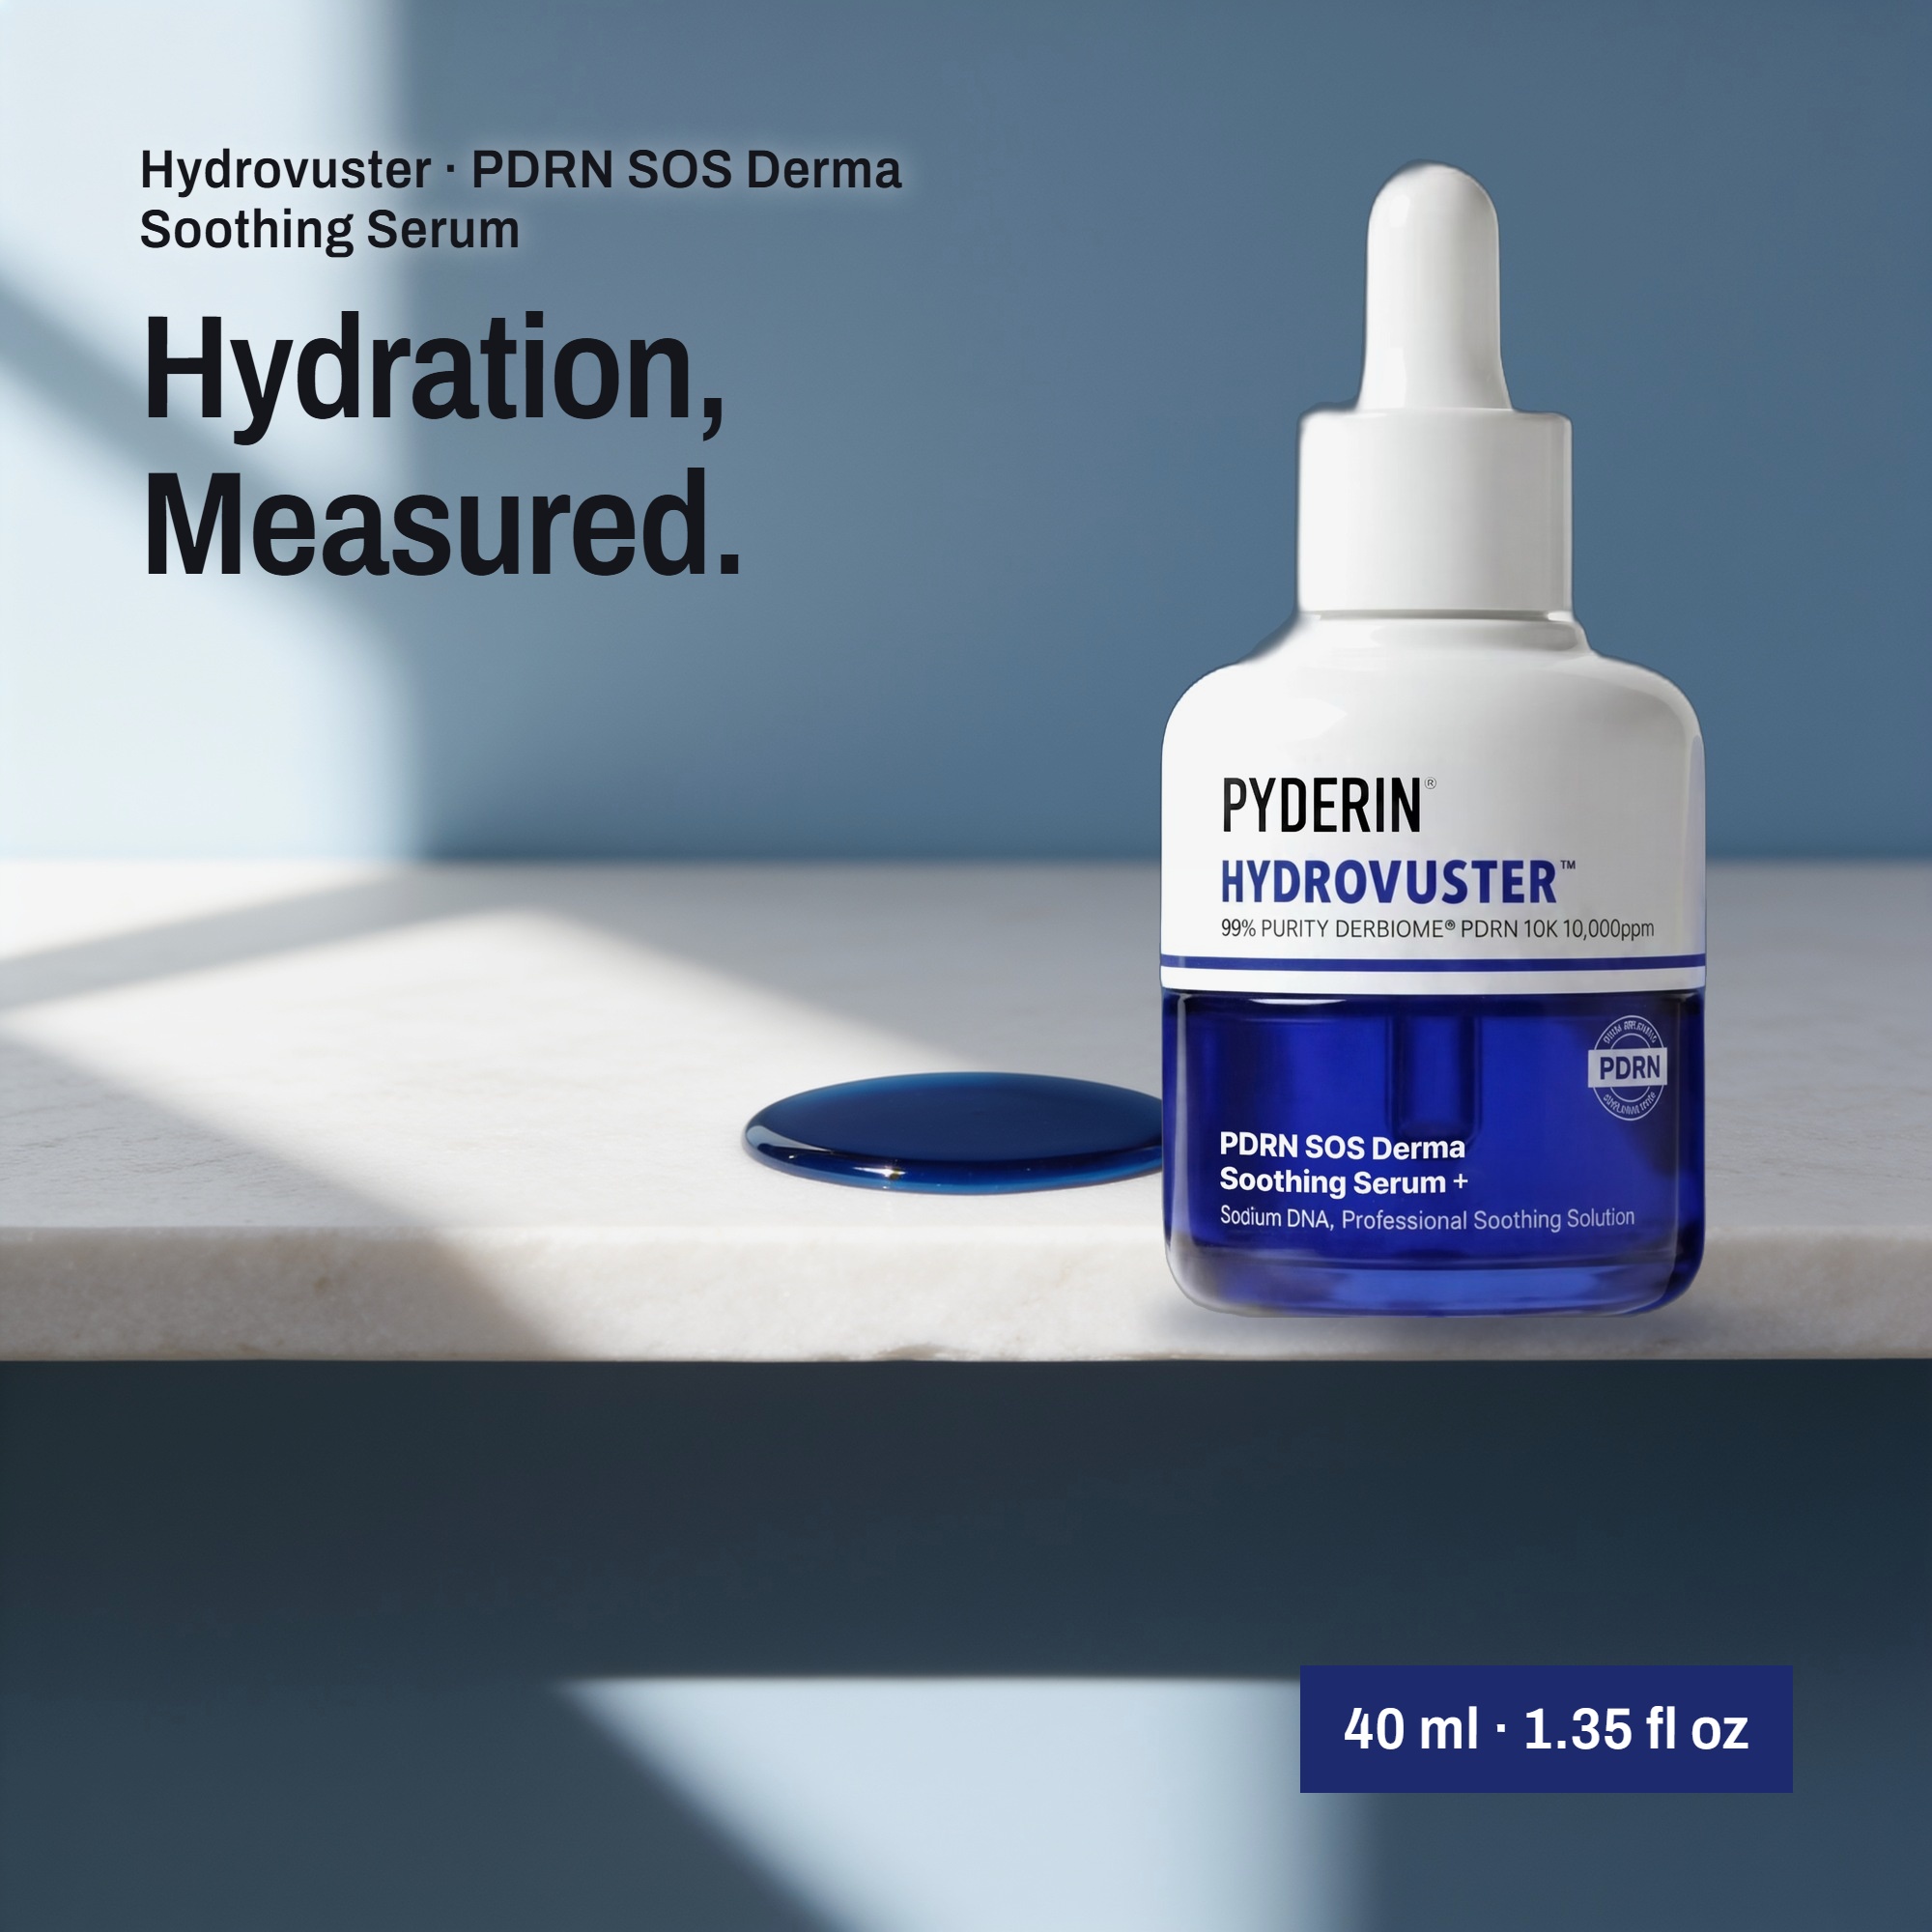 Hydrovuster · PDRN SOS Derma
Soothing Serum
Hydration,
Measured.
PYDERIN®
HYDROVUSTER™
99% PURITY DERBIOME® PDRN 10K 10,000ppm
PDRN
PDRN SOS Derma
Soothing Serum +
Sodium DNA, Professional Soothing Solution
40 ml · 1.35 fl oz